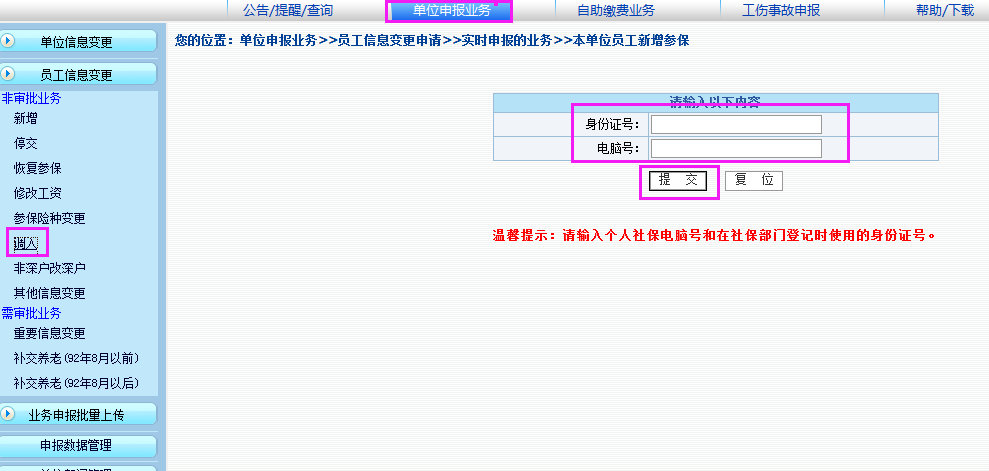 公告/提醒/查询
单位申报业务
自助缴费业务
工伤事故申报
帮助/下载
单位信息变更
员工信息变更
非审批业务
新增
停交
恢复参保
修改工资
参保险种变更
调入
非深户改深户
其他信息变更
需审批业务
重要信息变更
补交养老(92年8月以前)
补交养老(92年8月以后)
业务申报批量上传
申报数据管理
您的位置：单位申报业务>>员工信息变更申请>>实时申报的业务>>本单位员工新增参保
请输入以下内容
身份证号：
电脑号：
提 交
复 位
温馨提示：请输入个人社保电脑号和在社保部门登记时使用的身份证号。